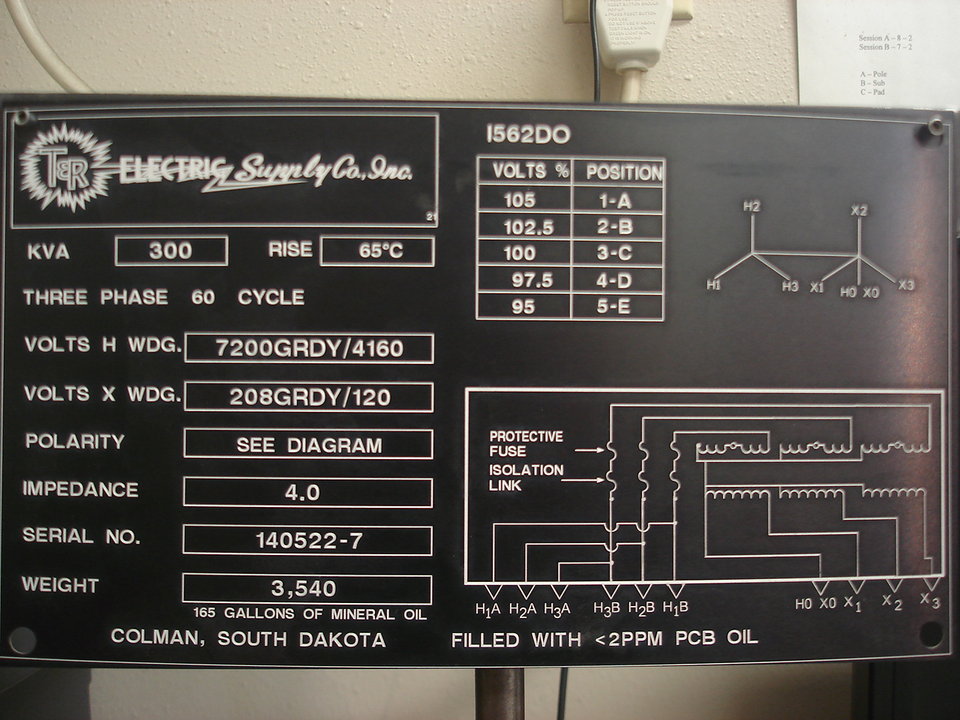 Session A – 8 – 2
Session B – 7 – 2
A – Pole
B – Sub
C – Pad
T&R ELECTRIC Supply Co., Inc.
21
KVA 300 RISE 65°C
THREE PHASE 60 CYCLE
VOLTS H WDG. 7200GRDY/4160
VOLTS X WDG. 208GRDY/120
POLARITY SEE DIAGRAM
IMPEDANCE 4.0
SERIAL NO. 140522-7
WEIGHT 3,540
165 GALLONS OF MINERAL OIL
COLMAN, SOUTH DAKOTA
I562DO
VOLTS % POSITION
105 1-A
102.5 2-B
100 3-C
97.5 4-D
95 5-E
H2 X2
H1 H3 X1 H0 X0 X3
PROTECTIVE
FUSE
ISOLATION
LINK
H1A H2A H3A H3B H2B H1B H0 X0 X1 X2 X3
FILLED WITH <2PPM PCB OIL